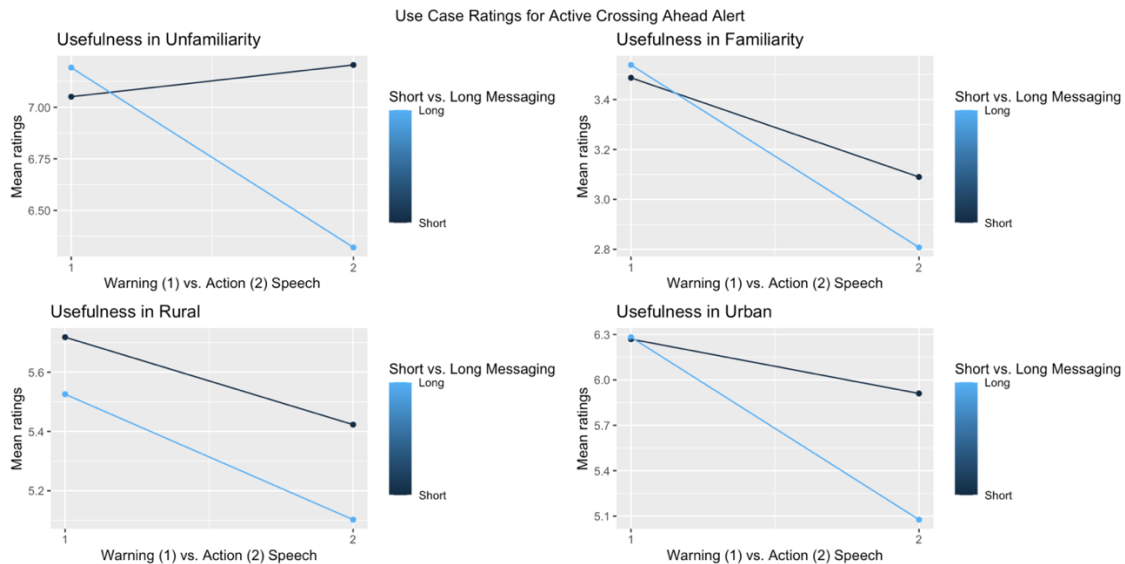 Use Case Ratings for Active Crossing Ahead Alert
Usefulness in Unfamiliarity
7.00
6.75
6.50
Mean ratings
1
2
Warning (1) vs. Action (2) Speech
Short vs. Long Messaging
Long
Short
Usefulness in Familiarity
3.4
3.2
3.0
2.8
Mean ratings
1
2
Warning (1) vs. Action (2) Speech
Short vs. Long Messaging
Long
Short
Usefulness in Rural
5.6
5.4
5.2
Mean ratings
1
2
Warning (1) vs. Action (2) Speech
Short vs. Long Messaging
Long
Short
Usefulness in Urban
6.3
6.0
5.7
5.4
5.1
Mean ratings
1
2
Warning (1) vs. Action (2) Speech
Short vs. Long Messaging
Long
Short